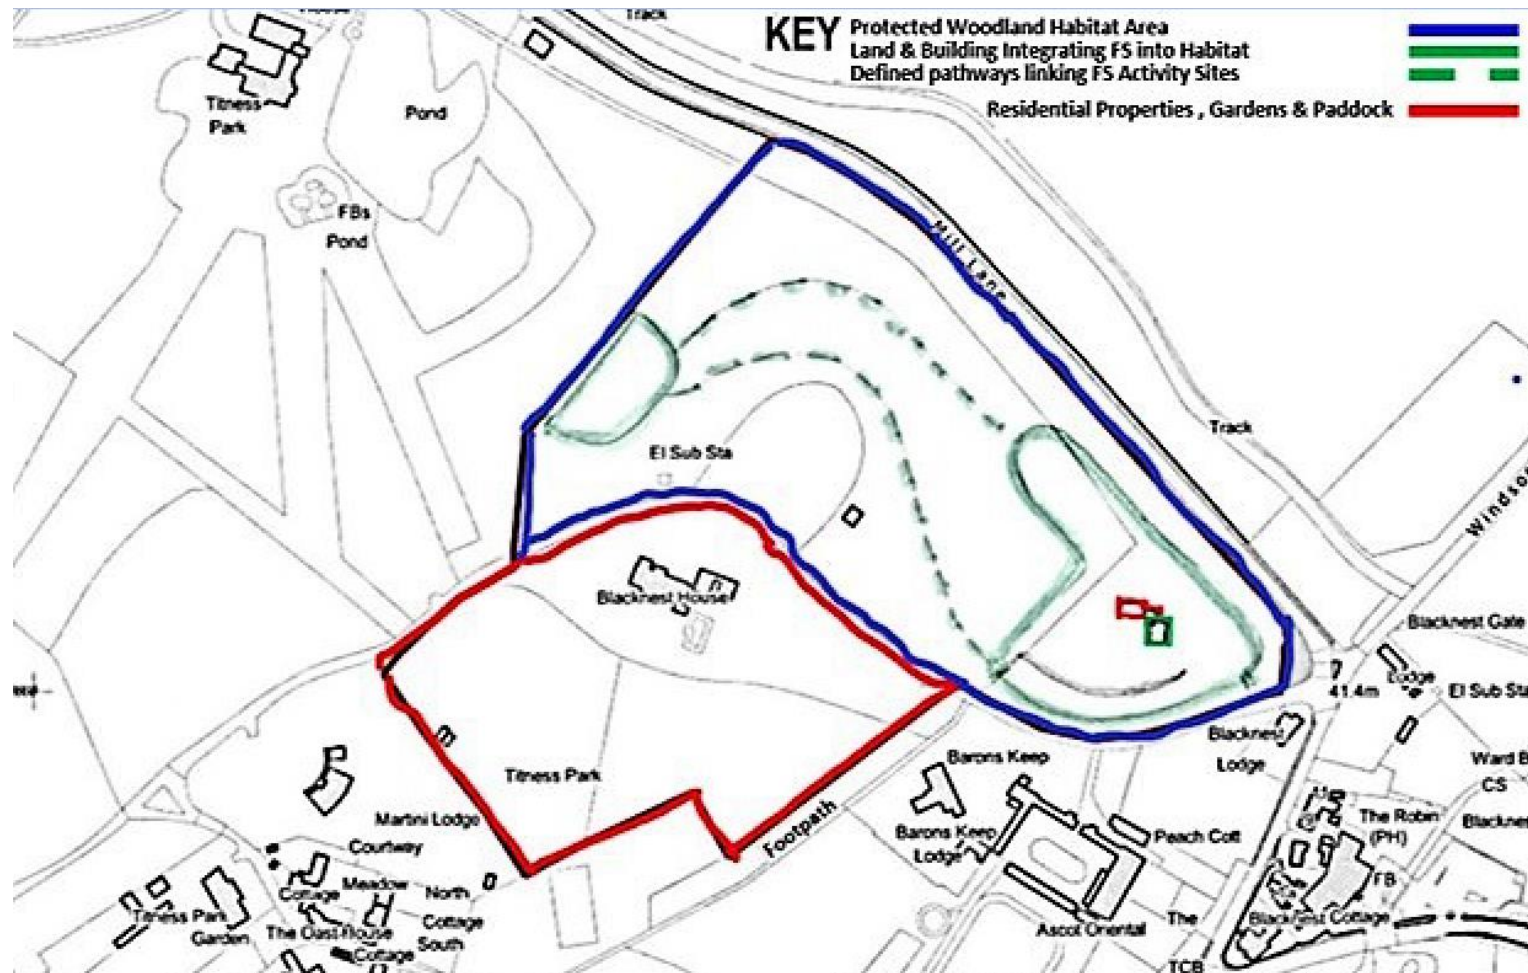 Track
KEY
Protected Woodland Habitat Area
Land & Building Integrating FS into Habitat
Defined pathways linking FS Activity Sites
Residential Properties , Gardens & Paddock
Titness
Park
Pond
FBs
Pond
Mill Lane
Track
Windsor
El Sub Sta
Blacknest House
Blacknest Gate
Lodge
41.4m
El Sub Sta
Blacknest
Lodge
Ward B
CS
Barons Keep
Titness Park
Footpath
Martini Lodge
Courtway
Barons Keep
Lodge
Peach Cott
The Robin
(PH)
Blacknes
FB
Cottage
Meadow
North
Cottage
South
Cottage
Titness Park
Garden
The Oast House
Ascot Oriental
The
Blacknest Cottage
TCB